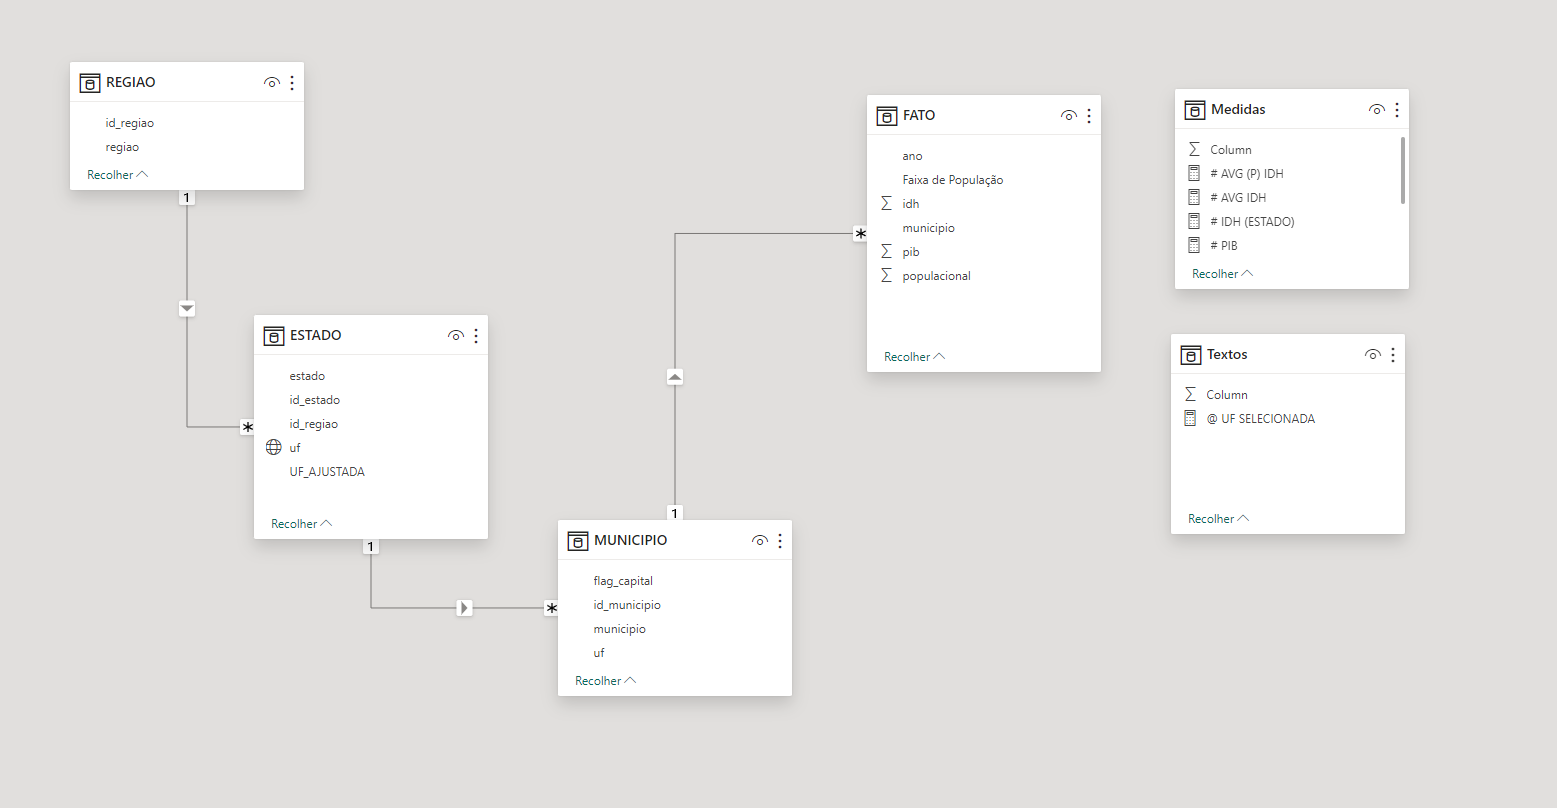 REGIAO
id_regiao
regiao
Recolher
1
*
ESTADO
estado
id_estado
id_regiao
uf
UF_AJUSTADA
Recolher
1
*
MUNICIPIO
flag_capital
id_municipio
municipio
uf
Recolher
1
*
FATO
ano
Faixa de População
Σ idh
municipio
Σ pib
Σ populacional
Recolher
Medidas
Σ Column
# AVG (P) IDH
# AVG IDH
# IDH (ESTADO)
# PIB
Recolher
Textos
Σ Column
@ UF SELECIONADA
Recolher